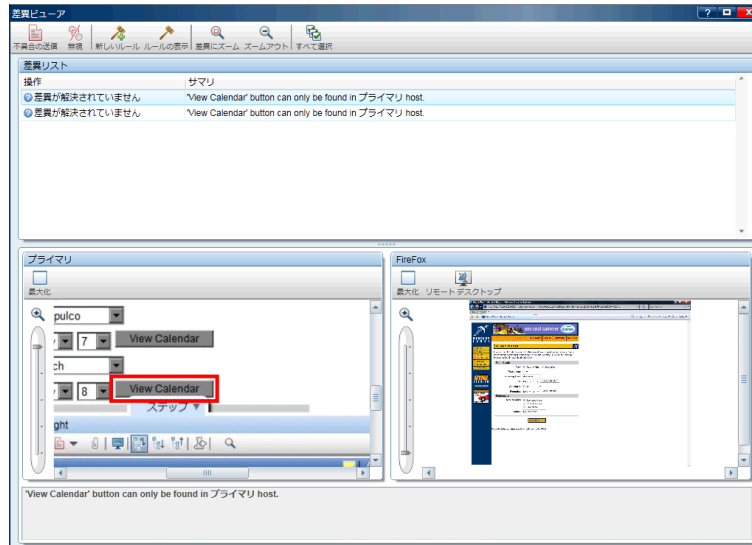 差異ビューア
不具合の送信 無視 新しいルール ルールの表示 差異にズーム ズームアウト すべて選択
差異リスト
操作 サマリ
差異が解決されていません 'View Calendar' button can only be found in プライマリ host.
差異が解決されていません 'View Calendar' button can only be found in プライマリ host.
プライマリ
最大化
pulco
7 View Calendar
ch
8 View Calendar
ステップ
ght
FireFox
最大化 リモート デスクトップ
'View Calendar' button can only be found in プライマリ host.